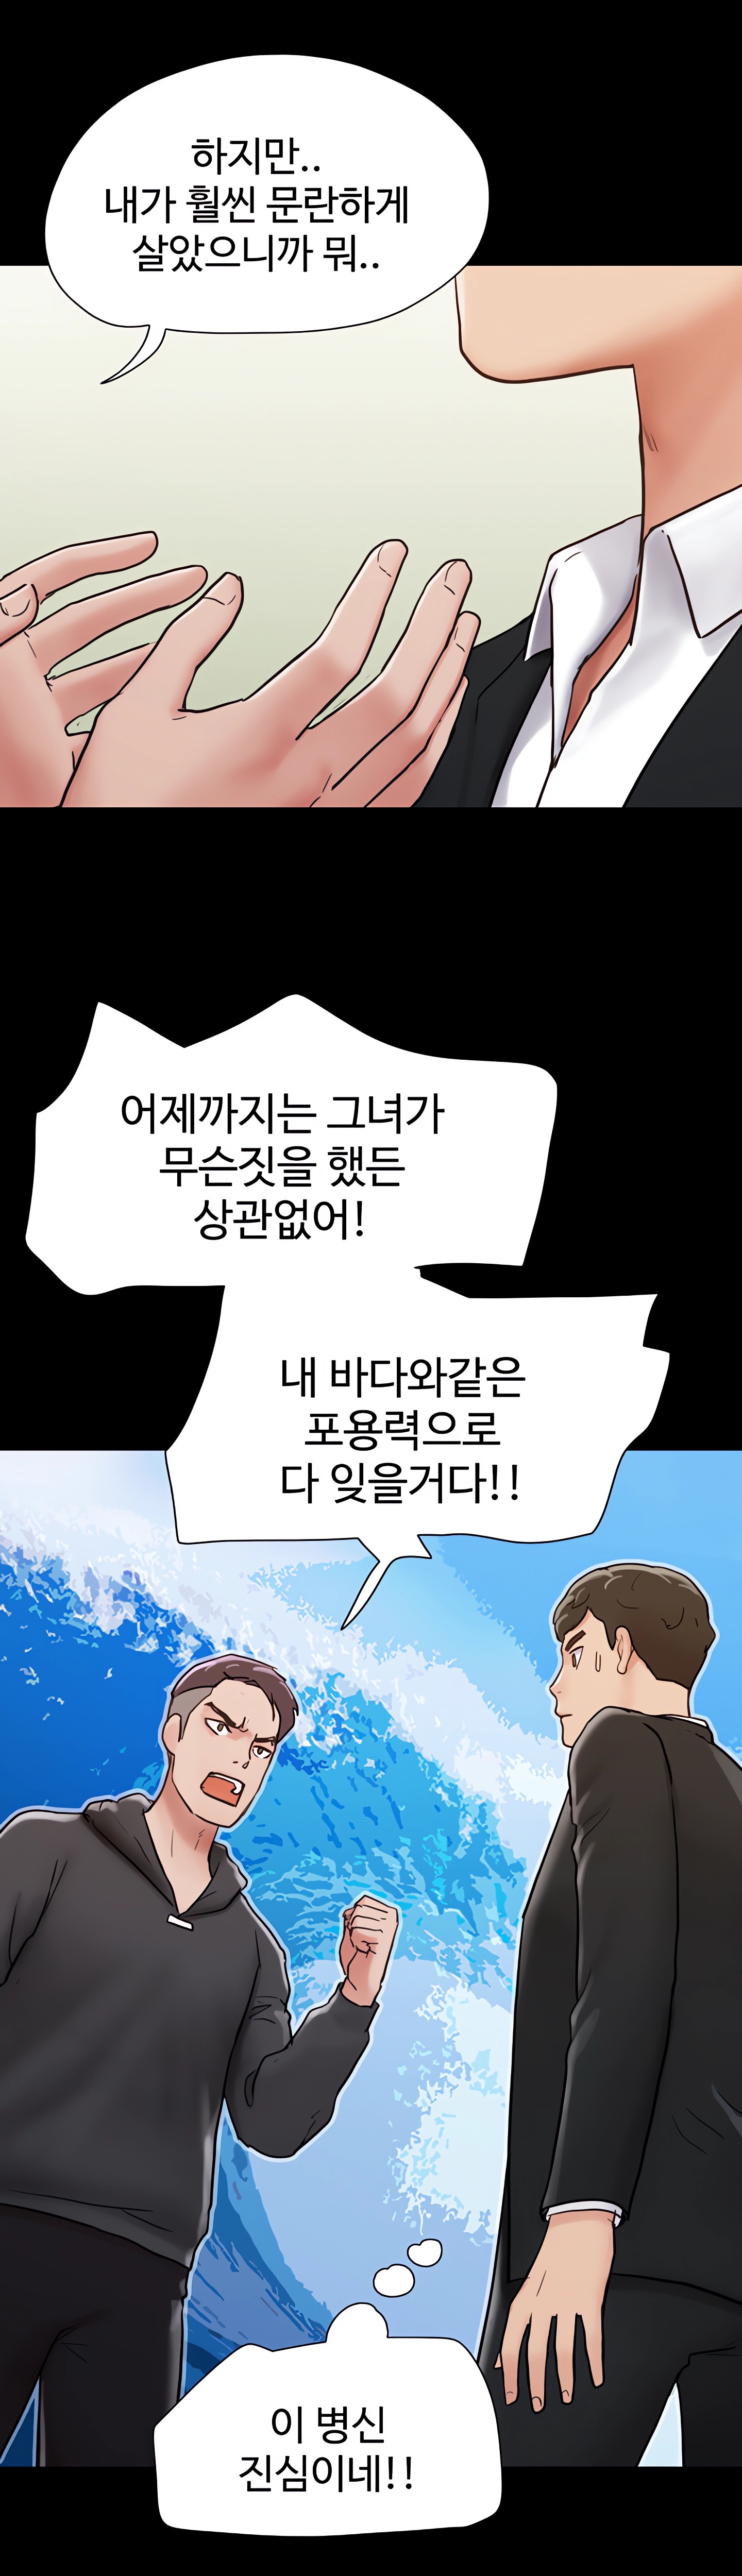 하지만..
내가 훨씬 문란하게
살았으니까 뭐..
어제까지는 그녀가
무슨짓을 했든
상관없어!
내 바다와같은
포용력으로
다 잊을거다!!
이 병신
진심이네!!